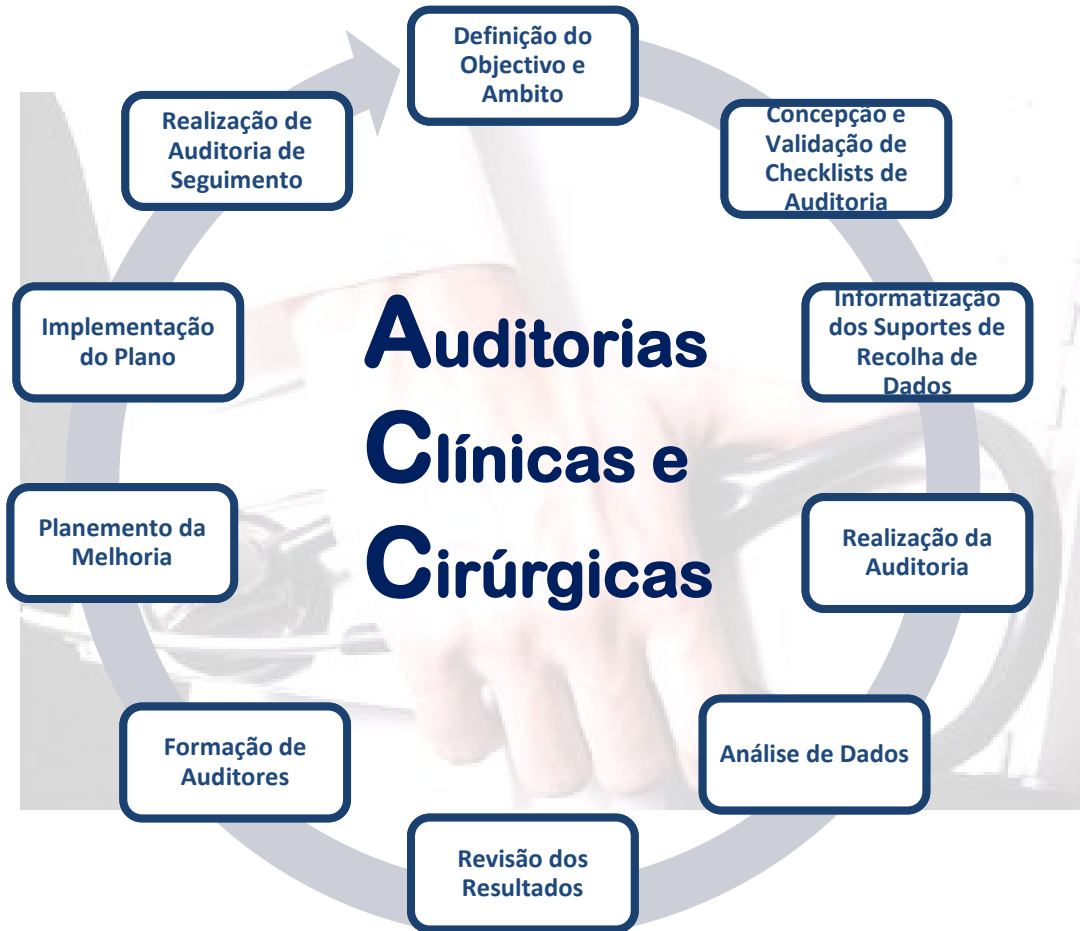 Definição do
Objectivo e
Ambito
Concepção e
Validação de
Checklists de
Auditoria
Informatização
dos Suportes de
Recolha de
Dados
Realização da
Auditoria
Análise de Dados
Revisão dos
Resultados
Formação de
Auditores
Planemento da
Melhoria
Implementação
do Plano
Realização de
Auditoria de
Seguimento
Auditorias
Clínicas e
Cirúrgicas